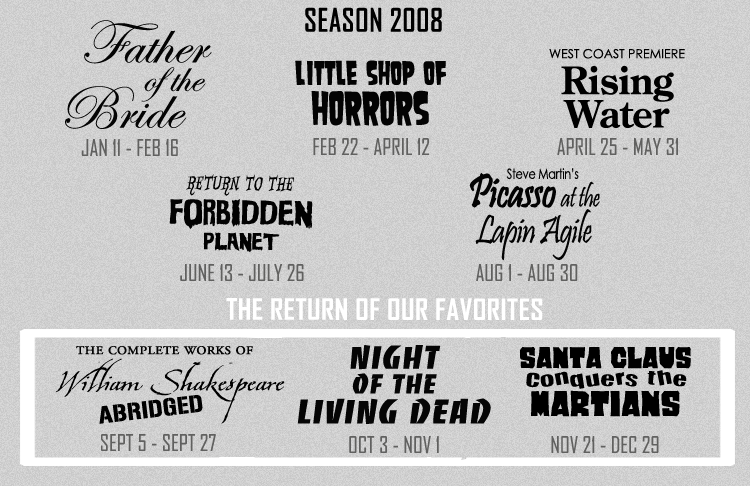 SEASON 2008
Father
of the
Bride
JAN 11 - FEB 16
LITTLE SHOP OF
HORRORS
FEB 22 - APRIL 12
WEST COAST PREMIERE
Rising
Water
APRIL 25 - MAY 31
RETURN TO THE
FORBIDDEN
PLANET
JUNE 13 - JULY 26
Steve Martin's
Picasso at the
Lapin Agile
AUG 1 - AUG 30
THE RETURN OF OUR FAVORITES
THE COMPLETE WORKS OF
William Shakespeare
ABRIDGED
SEPT 5 - SEPT 27
NIGHT
OF THE
LIVING DEAD
OCT 3 - NOV 1
SANTA CLAUS
conquers the
MARTIANS
NOV 21 - DEC 29